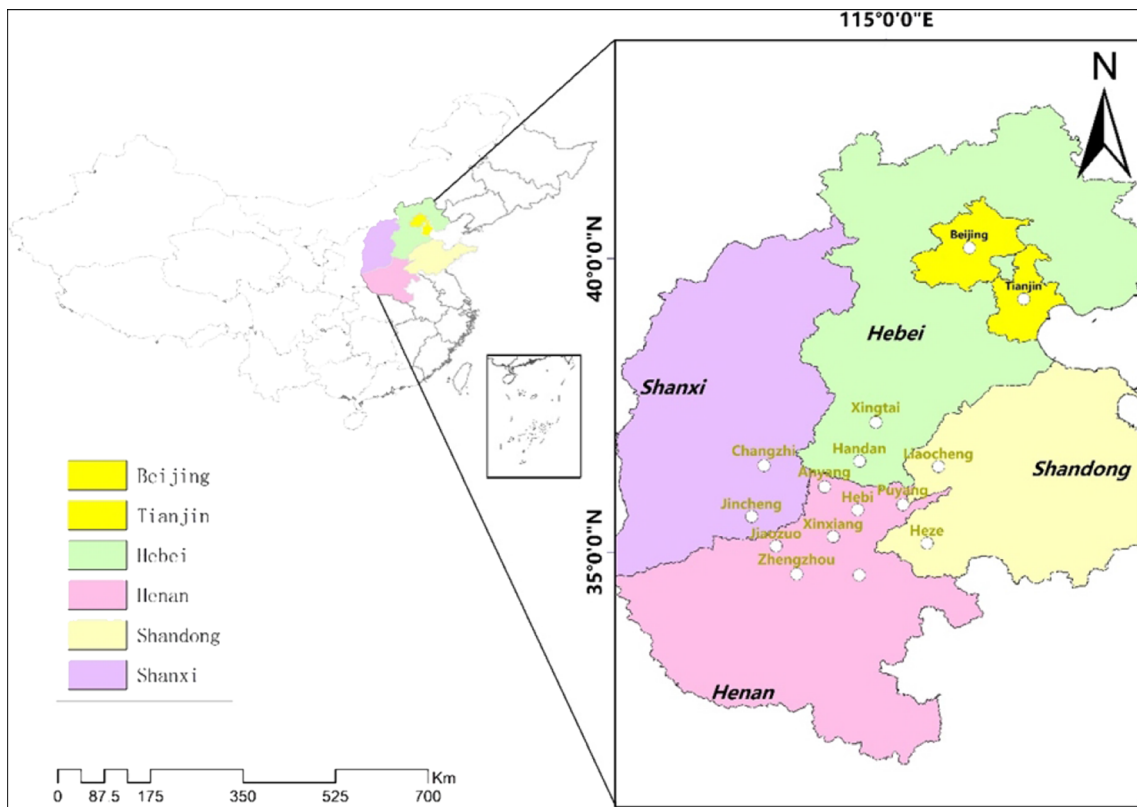 115°0'0"E
N
40°0'0"N
Beijing
Tianjin
Hebei
Shanxi
Xingtai
Changzhi
Handan
Liaocheng
Shandong
Anyang
Hebi
Puyang
Jincheng
Xinxiang
Jiaozuo
Heze
35°0'0"N
Zhengzhou
Henan
Beijing
Tianjin
Hebei
Henan
Shandong
Shanxi
Km
0 87.5 175 350 525 700